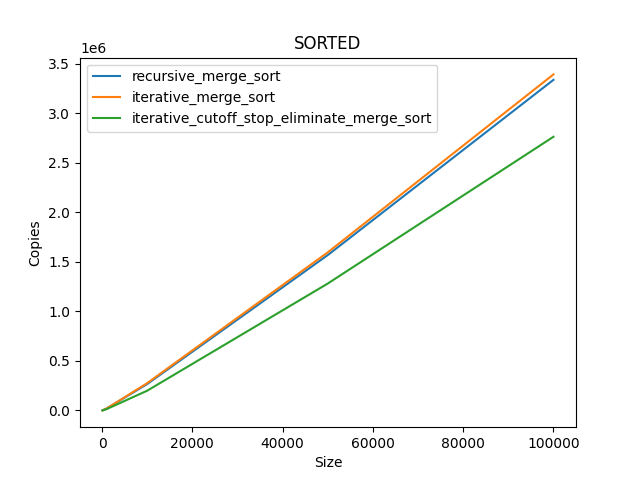 SORTED
1e6
3.5
3.0
2.5
2.0
1.5
1.0
0.5
0.0
Copies
recursive_merge_sort
iterative_merge_sort
iterative_cutoff_stop_eliminate_merge_sort
0 20000 40000 60000 80000 100000
Size